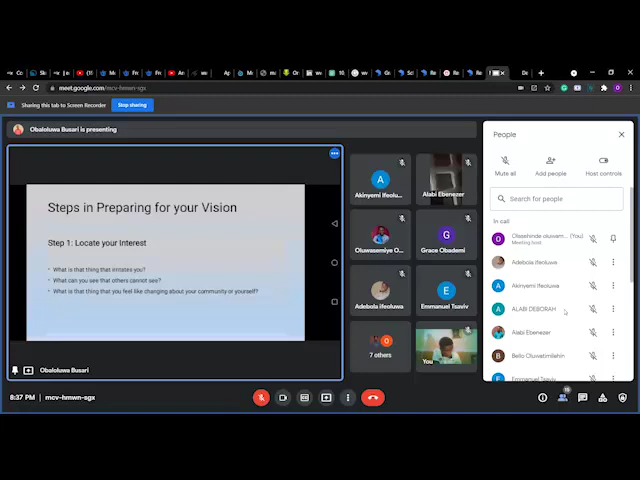 meet.google.com/mcv-hmwn-sgx
Sharing this tab to Screen Recorder
Stop sharing
Obaloluwa Busari is presenting
Steps in Preparing for your Vision
Step 1: Locate your Interest
What is that thing that irritates you?
What can you see that others cannot see?
What is that thing that you feel like changing about your community or yourself?
Obaloluwa Busari
A
Akinyemi Ifeolu...
Alabi Ebenezer
Oluwasemiye O...
G
Grace Obademi
Adebola ifeoluwa
E
Emmanuel Tsaviv
O
7 others
You
People
Mute all
Add people
Host controls
Search for people
In call
O
(You)
Meeting host
Adebola ifeoluwa
A
Akinyemi Ifeoluwa
A
ALABI DEBORAH
Alabi Ebenezer
B
Bello Oluwatimilehin
E
Emmanuel Tsaviv
8:37 PM
mcv-hmwn-sgx